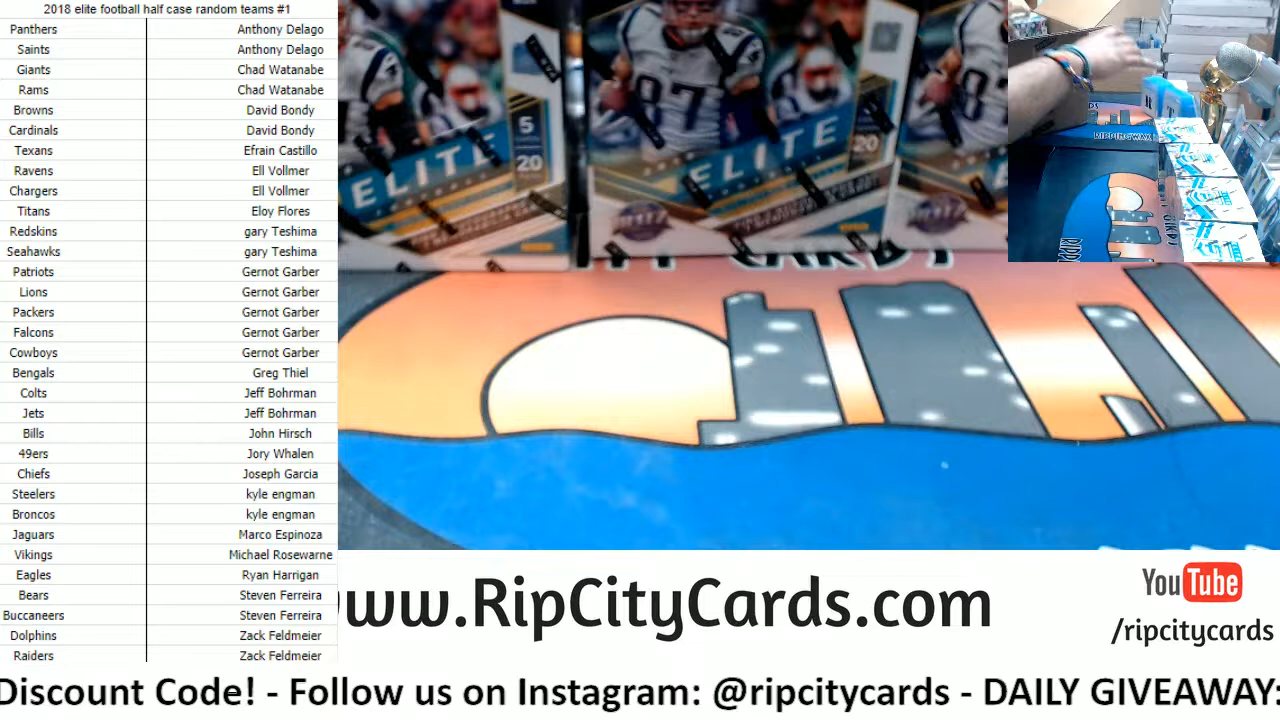 2018 elite football half case random teams #1
Panthers Anthony Delago
Saints Anthony Delago
Giants Chad Watanabe
Rams Chad Watanabe
Browns David Bondy
Cardinals David Bondy
Texans Efrain Castillo
Ravens Ell Vollmer
Chargers Ell Vollmer
Titans Eloy Flores
Redskins gary Teshima
Seahawks gary Teshima
Patriots Gernot Garber
Lions Gernot Garber
Packers Gernot Garber
Falcons Gernot Garber
Cowboys Gernot Garber
Bengals Greg Thiel
Colts Jeff Bohrman
Jets Jeff Bohrman
Bills John Hirsch
49ers Jory Whalen
Chiefs Joseph Garcia
Steelers kyle engman
Broncos kyle engman
Jaguars Marco Espinoza
Vikings Michael Rosewarne
Eagles Ryan Harrigan
Bears Steven Ferreira
Buccaneers Steven Ferreira
Dolphins Zack Feldmeier
Raiders Zack Feldmeier
87
ELITE
5
20
ELITE
20
CARDS
ww.RipCityCards.com
YouTube
/ripcitycards
Discount Code! - Follow us on Instagram: @ripcitycards - DAILY GIVEAWAY: